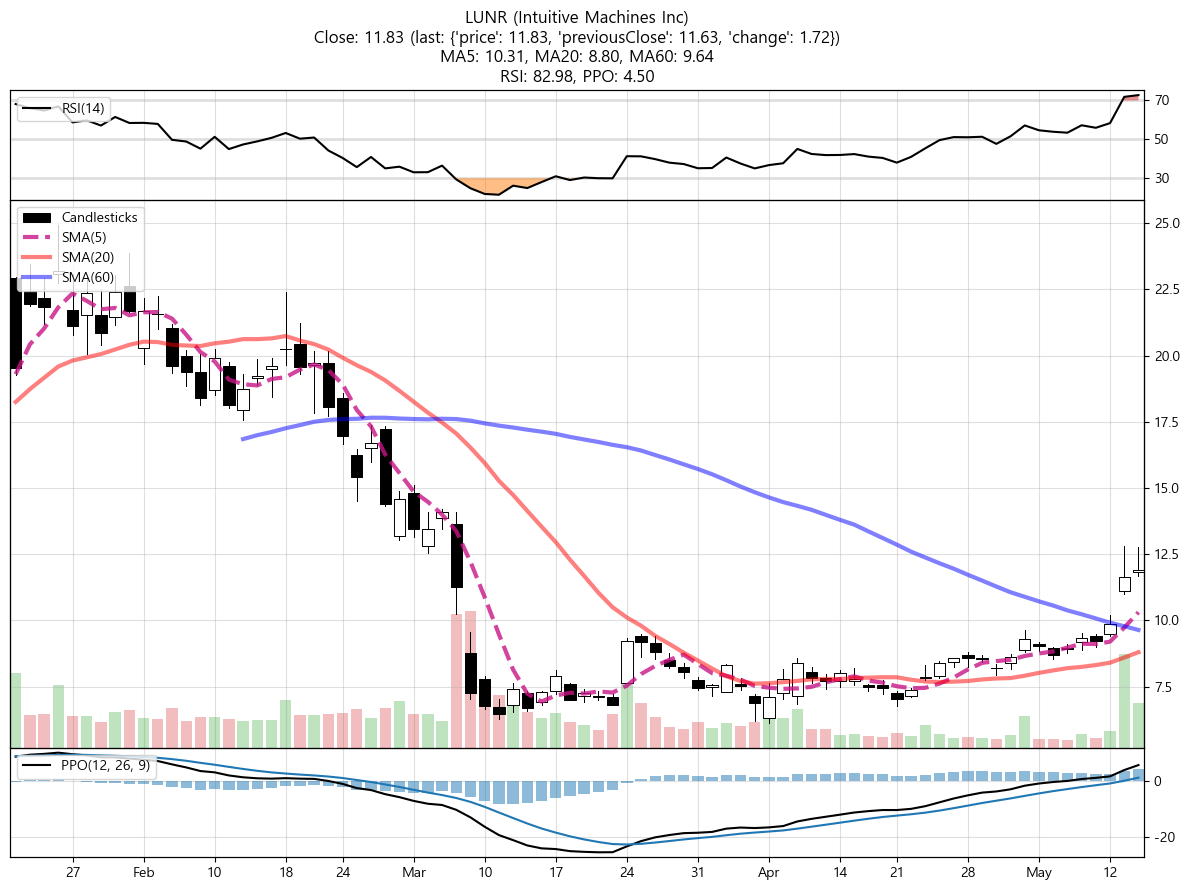 LUNR (Intuitive Machines Inc)
Close: 11.83 (last: {'price': 11.83, 'previousClose': 11.63, 'change': 1.72})
MA5: 10.31, MA20: 8.80, MA60: 9.64
RSI: 82.98, PPO: 4.50
RSI(14)
70
50
30
Candlesticks
SMA(5)
SMA(20)
SMA(60)
25.0
22.5
20.0
17.5
15.0
12.5
10.0
7.5
PPO(12, 26, 9)
0
-20
27 Feb 10 18 24 Mar 10 17 24 31 Apr 14 21 28 May 12